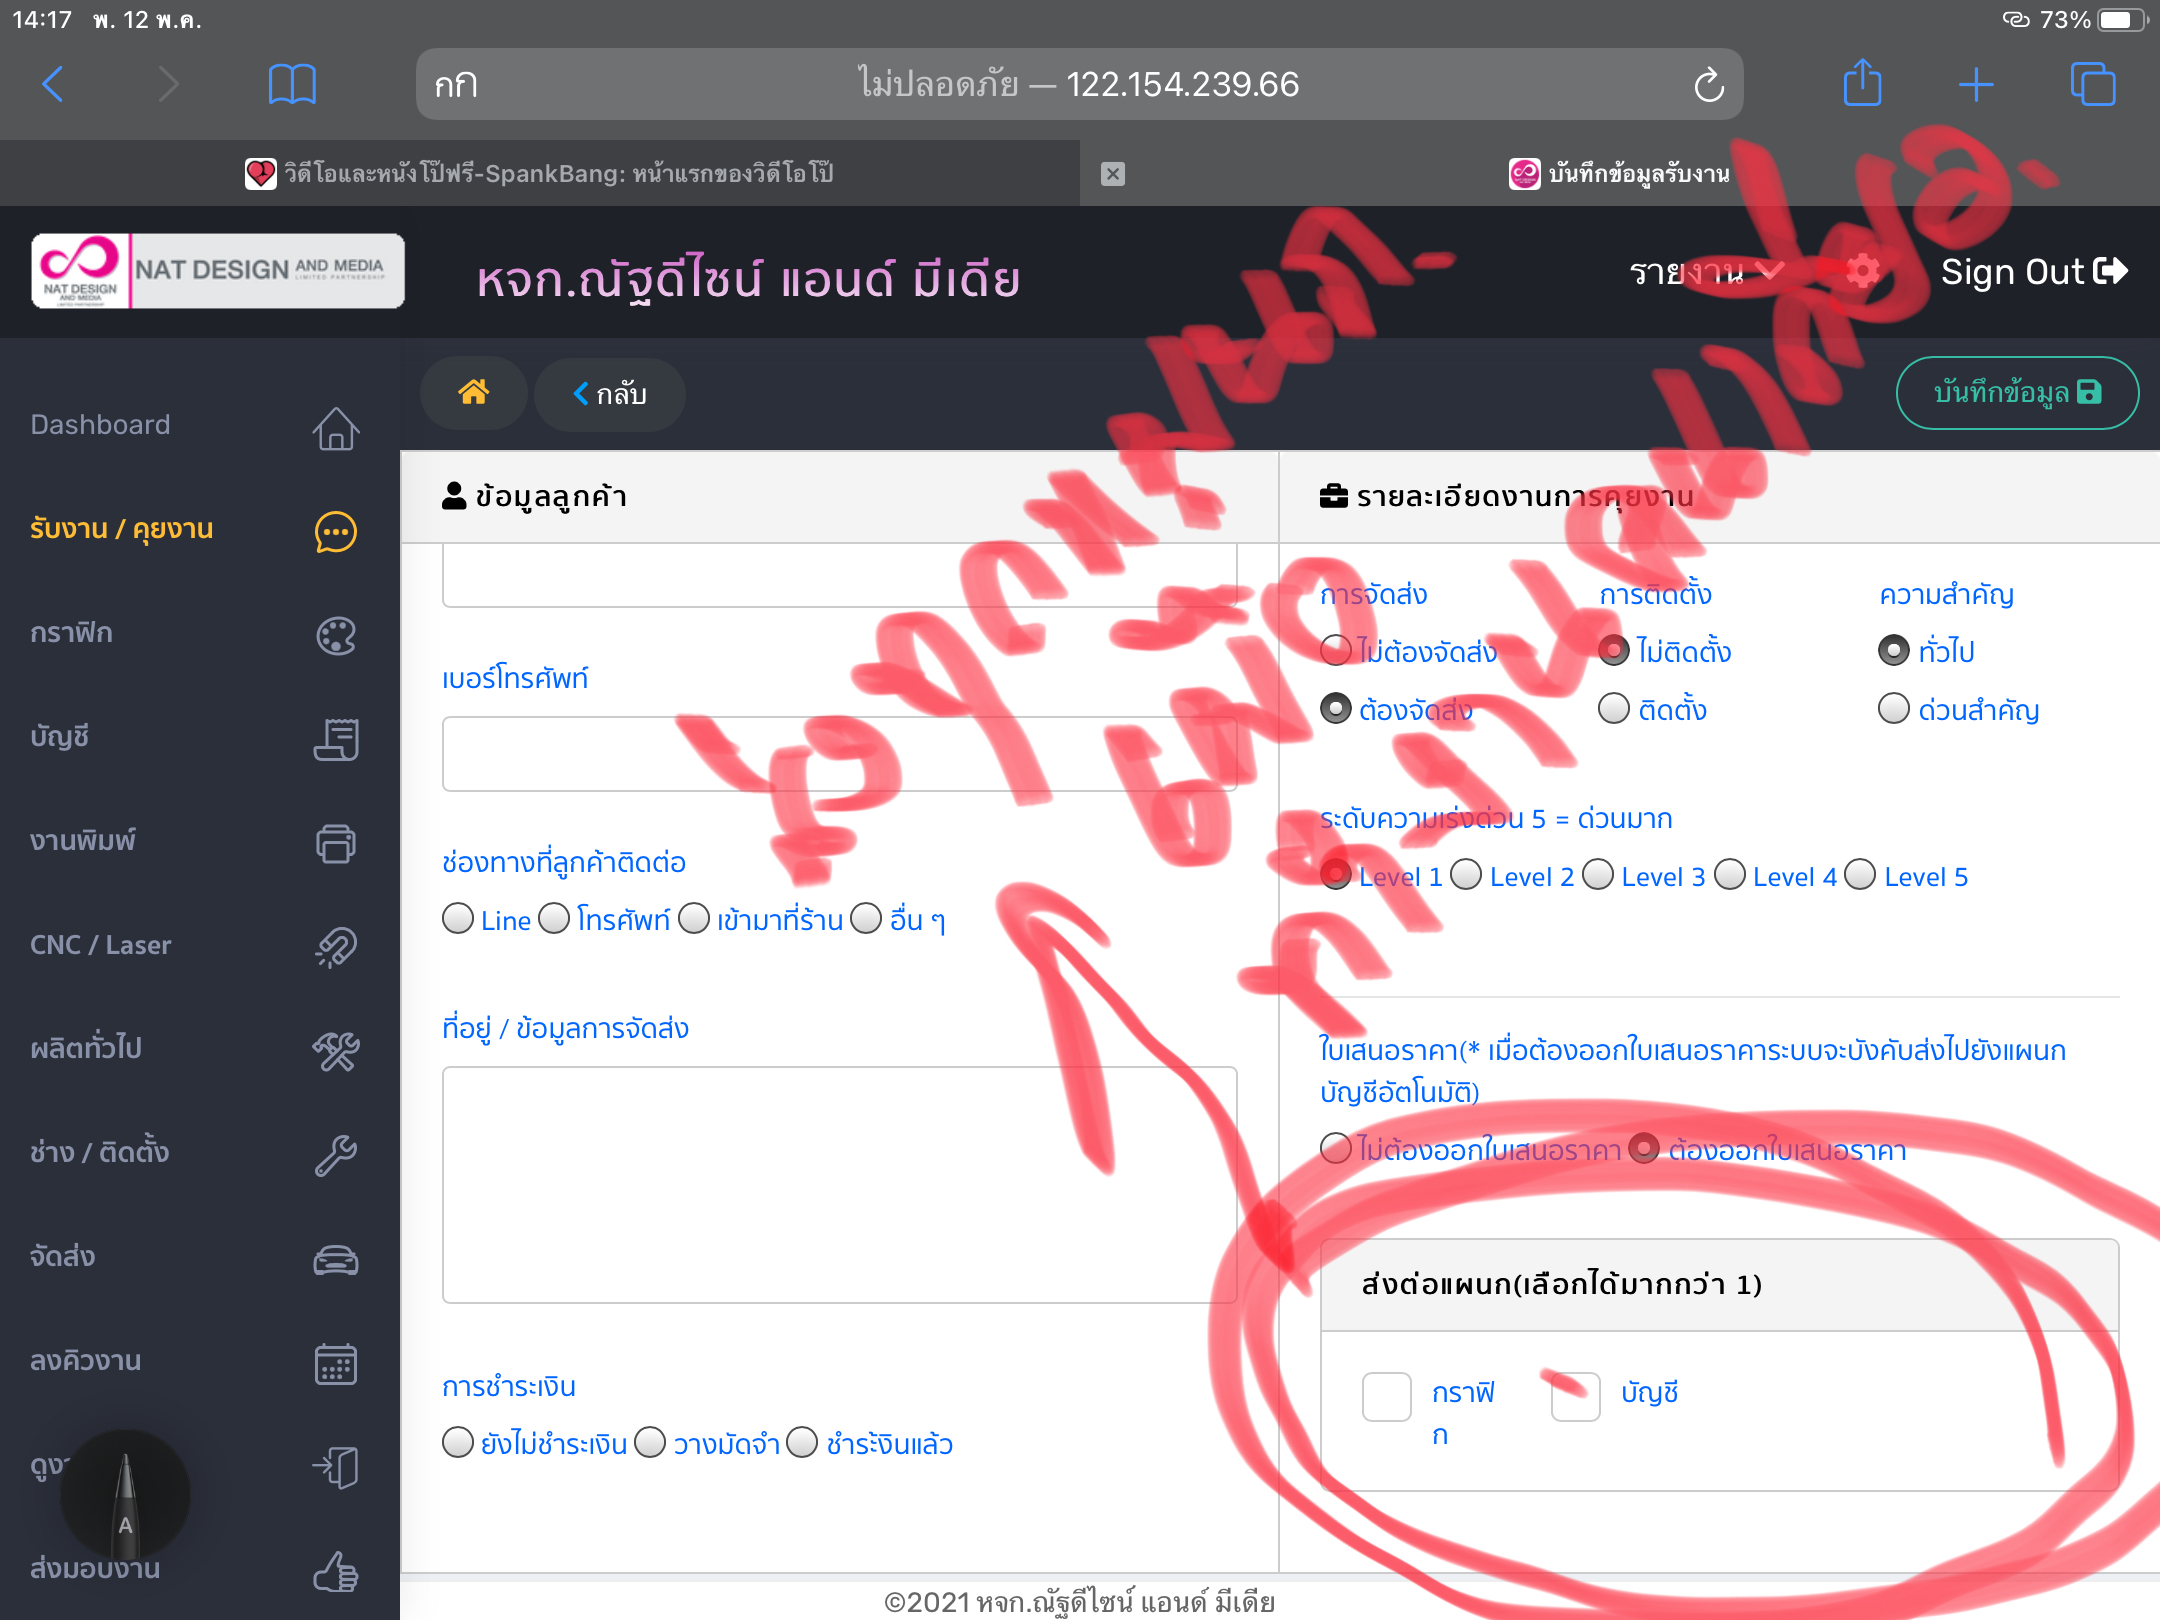 14:17 พ. 12 พ.ค.
73%
กก ไม่ปลอดภัย — 122.154.239.66
วิดีโอและหนังโป๊ฟรี-SpankBang: หน้าแรกของวิดีโอโป๊
บันทึกข้อมูลรับงาน
NAT DESIGN AND MEDIA
LIMITED PARTNERSHIP
NAT DESIGN
AND MEDIA
หจก.ณัฐดีไซน์ แอนด์ มีเดีย
รายงาน
Sign Out
กลับ
บันทึกข้อมูล
Dashboard
รับงาน / คุยงาน
กราฟิก
บัญชี
งานพิมพ์
CNC / Laser
ผลิตทั่วไป
ช่าง / ติดตั้ง
จัดส่ง
ลงคิวงาน
A
ส่งมอบงาน
ข้อมูลลูกค้า
เบอร์โทรศัพท์
ช่องทางที่ลูกค้าติดต่อ
Line โทรศัพท์ เข้ามาที่ร้าน อื่น ๆ
ที่อยู่ / ข้อมูลการจัดส่ง
การชำระเงิน
ยังไม่ชำระเงิน วางมัดจำ ชำระ้งินแล้ว
รายละเอียดงานการคุยงาน
การจัดส่ง การติดตั้ง ความสำคัญ
ไม่ต้องจัดส่ง ไม่ติดตั้ง ทั่วไป
ต้องจัดส่ง ติดตั้ง ด่วนสำคัญ
ระดับความเร่งด่วน 5 = ด่วนมาก
Level 1 Level 2 Level 3 Level 4 Level 5
ใบเสนอราคา(* เมื่อต้องออกใบเสนอราคาระบบจะบังคับส่งไปยังแผนก
บัญชีอัตโนมัติ)
ไม่ต้องออกใบเสนอราคา ต้องออกใบเสนอราคา
ส่งต่อแผนก(เลือกได้มากกว่า 1)
กราฟิ บัญชี
ก
©2021 หจก.ณัฐดีไซน์ แอนด์ มีเดีย